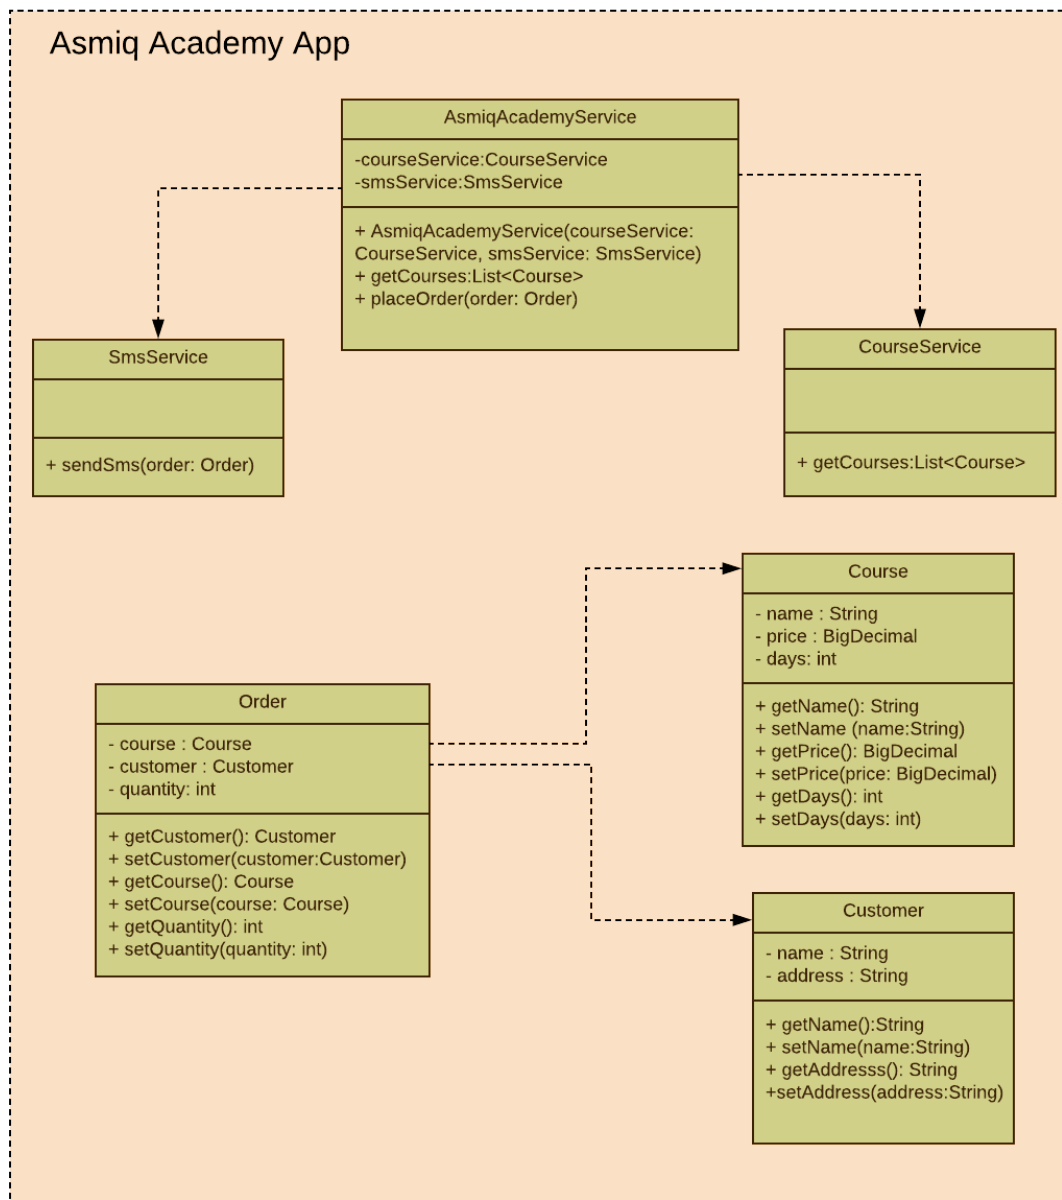 Asmiq Academy App
AsmiqAcademyService
-courseService:CourseService
-smsService:SmsService
+ AsmiqAcademyService(courseService:
CourseService, smsService: SmsService)
+ getCourses:List<Course>
+ placeOrder(order: Order)
SmsService
+ sendSms(order: Order)
CourseService
+ getCourses:List<Course>
Course
- name : String
- price : BigDecimal
- days: int
+ getName(): String
+ setName (name:String)
+ getPrice(): BigDecimal
+ setPrice(price: BigDecimal)
+ getDays(): int
+ setDays(days: int)
Order
- course : Course
- customer : Customer
- quantity: int
+ getCustomer(): Customer
+ setCustomer(customer:Customer)
+ getCourse(): Course
+ setCourse(course: Course)
+ getQuantity(): int
+ setQuantity(quantity: int)
Customer
- name : String
- address : String
+ getName():String
+ setName(name:String)
+ getAddresss(): String
+setAddress(address:String)